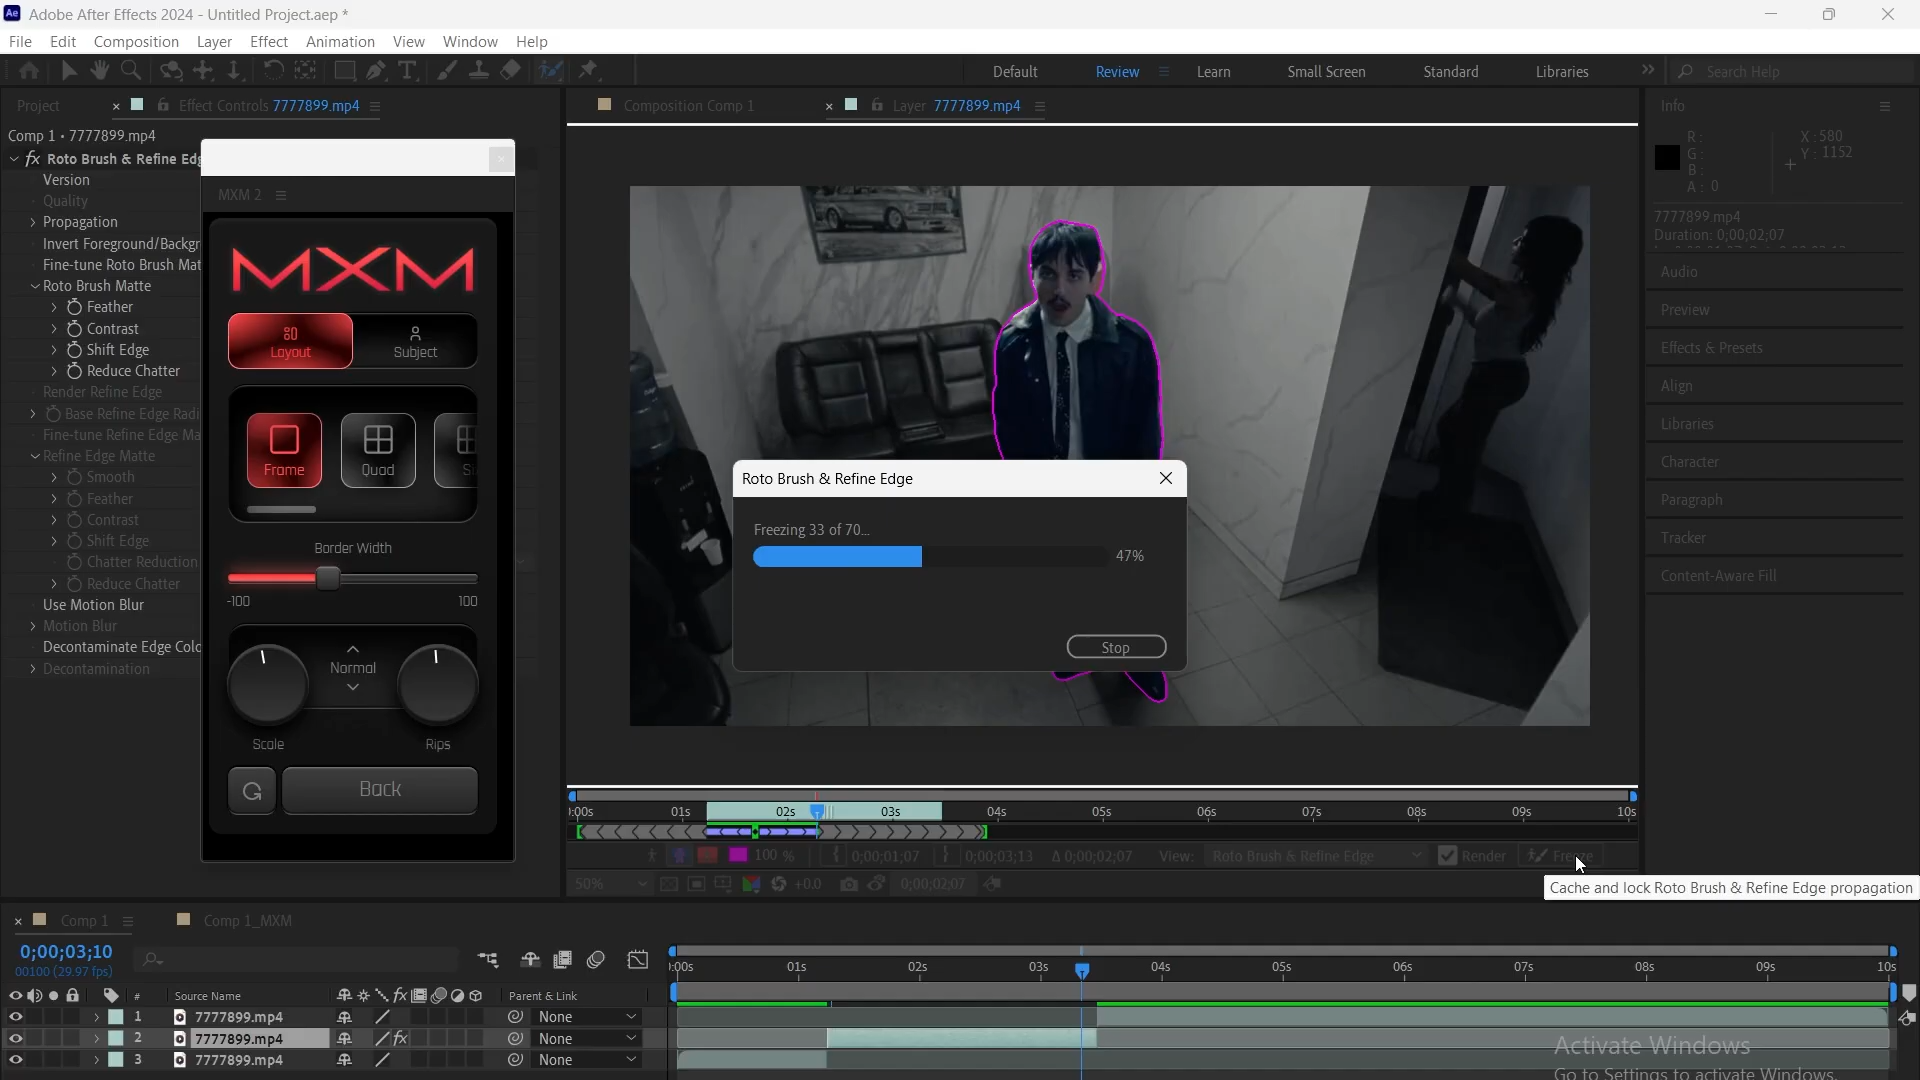 Ae Adobe After Effects 2024 - Untitled Project.aep *
File Edit Composition Layer Effect Animation View Window Help
Default Review Learn Small Screen Standard Libraries Search Help
Project Effect Controls 7777899.mp4
Composition Comp 1
Layer 7777899.mp4
Info
Comp 1 • 7777899.mp4
fx Roto Brush & Refine Edg
Version
Quality
Propagation
Invert Foreground/Backgr
Fine-tune Roto Brush Mat
Roto Brush Matte
Feather
Contrast
Shift Edge
Reduce Chatter
Render Refine Edge
Base Refine Edge Radi
Fine-tune Refine Edge Ma
Refine Edge Matte
Smooth
Feather
Contrast
Shift Edge
Chatter Reduction
Reduce Chatter
Use Motion Blur
Motion Blur
Decontaminate Edge Colo
Decontamination
MXM 2
MXM
Layout Subject
Frame Quad
Border Width
-100 100
Normal
Scale Rips
Back
Roto Brush & Refine Edge
Freezing 33 of 70...
47%
Stop
R: X: 580
G: Y: 1152
B:
A: 0
7777899.mp4
Duration: 0;00;02;07
Audio
Preview
Effects & Presets
Align
Libraries
Character
Paragraph
Tracker
Content-Aware Fill
:00s 01s 02s 03s 04s 05s 06s 07s 08s 09s 10s
100 % 0;00;01;07 0;00;03;13 Δ 0;00;02;07 View: Roto Brush & Refine Edge Render Freeze
50% +0.0 0;00;02;07
Cache and lock Roto Brush & Refine Edge propagation
Comp 1 Comp 1_MXM
0;00;03;10
00100 (29.97 fps)
:00s 01s 02s 03s 04s 05s 06s 07s 08s 09s 10s
# Source Name fx Parent & Link
1 7777899.mp4 None
2 7777899.mp4 fx None
3 7777899.mp4 None
Activate Windows
Go to Settings to activate Windows.